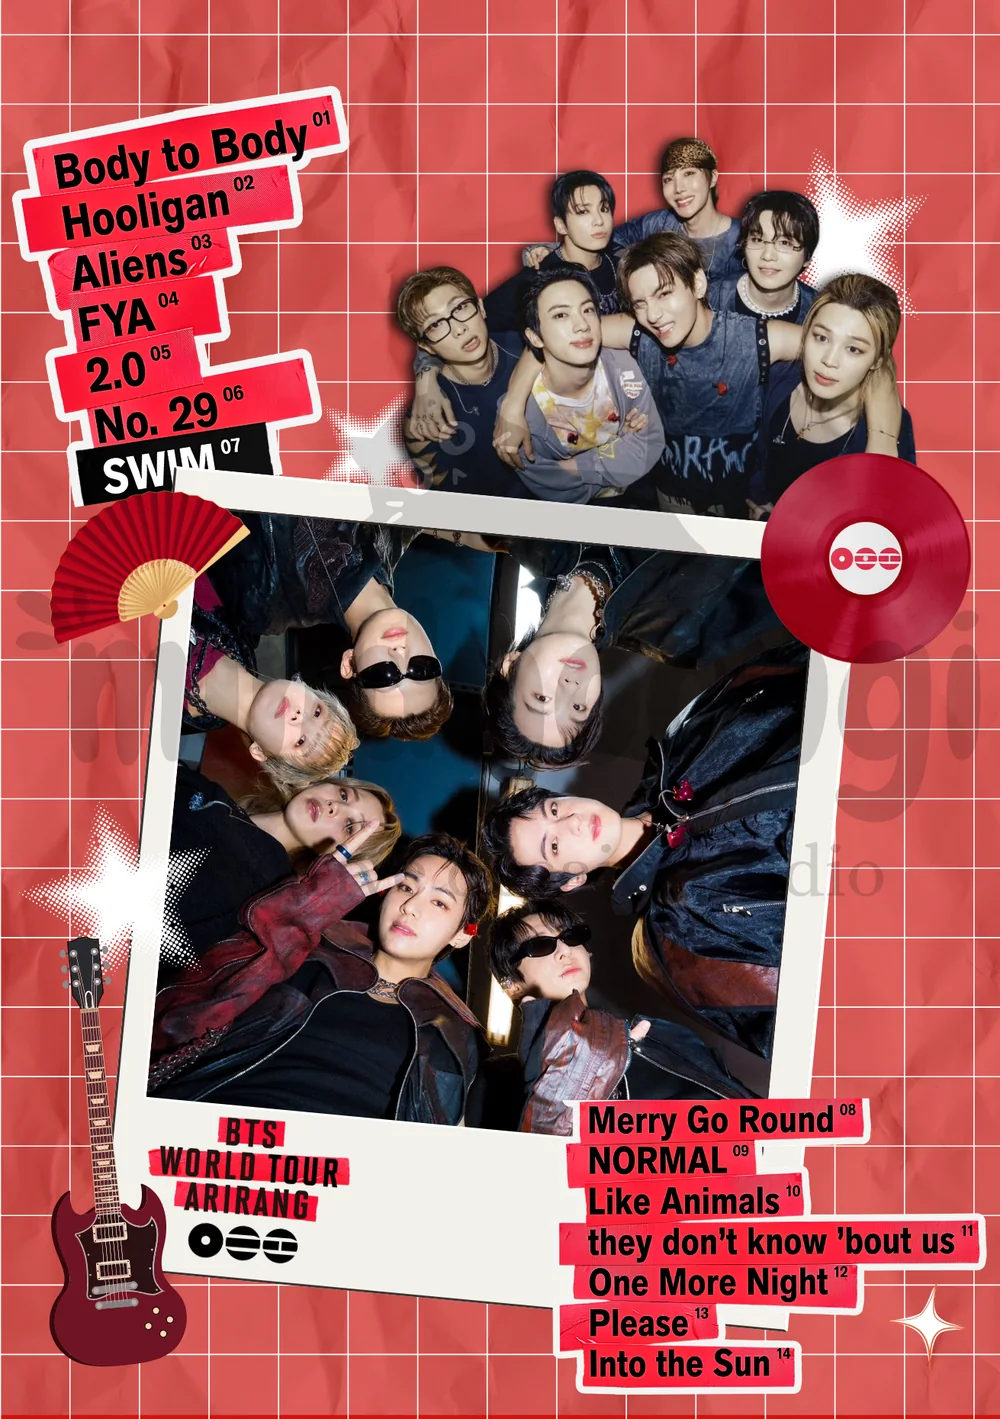 Body to Body 01
Hooligan 02
Aliens 03
FYA 04
2.0 05
No. 29 06
SWIM 07
BTS
WORLD TOUR
ARIRANG
Merry Go Round 08
NORMAL 09
Like Animals 10
they don't know 'bout us 11
One More Night 12
Please 13
Into the Sun 14